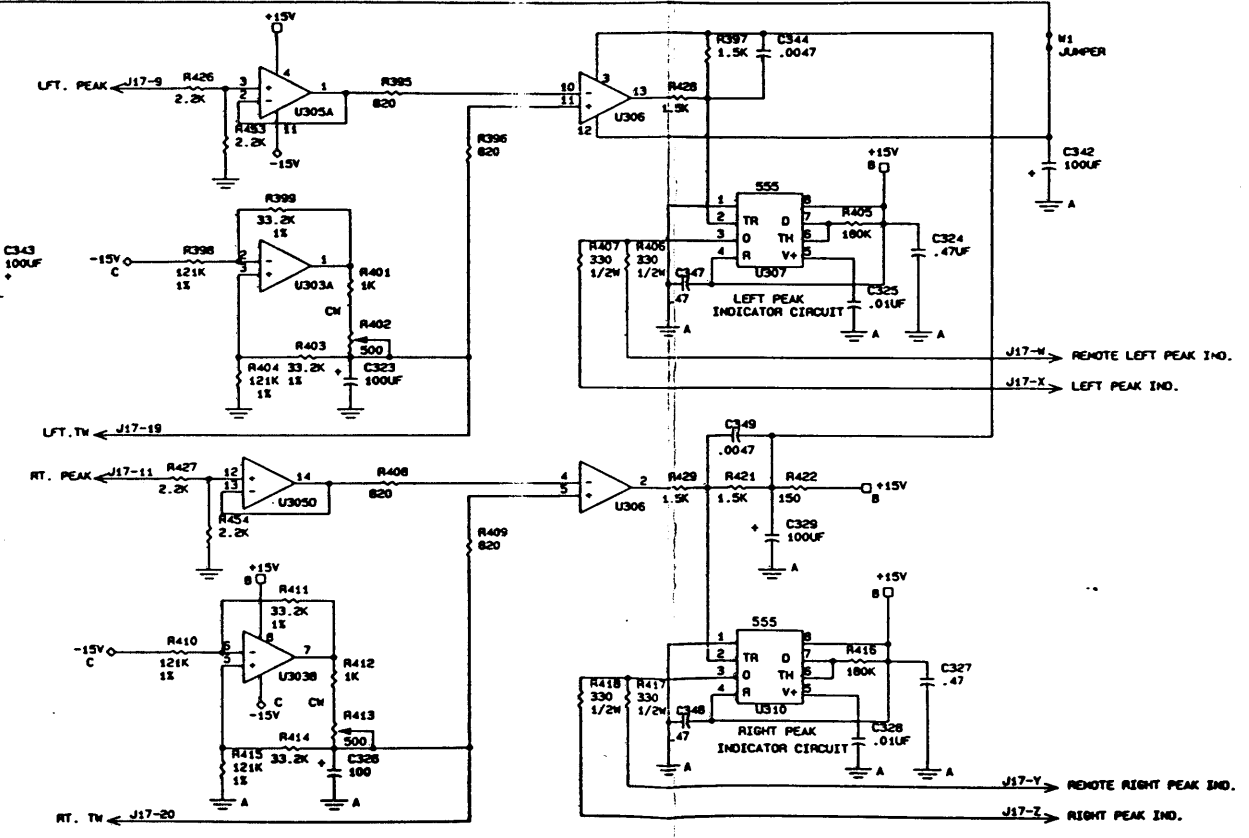 +15V
LFT. PEAK
J17-9
R426
2.2K
3
2
4
1
11
U305A
R453
2.2K
-15V
R395
820
R396
820
10
11
3
13
12
U306
R428
1.5K
R397
1.5K
C344
.0047
W1
JUMPER
C342
100UF
+
A
C343
100UF
+
-15V
C
R398
121K
1%
R399
33.2K
1%
2
3
1
U303A
R401
1K
CW
R402
500
R403
33.2K
1%
R404
121K
1%
+
C323
100UF
LFT.TW
J17-19
+15V
B
555
1
2
3
4
TR
O
R
D
TH
V+
8
7
6
5
U307
R405
180K
C324
.47UF
C325
.01UF
R407
330
1/2W
R406
330
1/2W
C347
.47
LEFT PEAK
INDICATOR CIRCUIT
A
A
A
J17-W
REMOTE LEFT PEAK IND.
J17-X
LEFT PEAK IND.
RT. PEAK
J17-11
R427
2.2K
12
13
14
U305D
R454
2.2K
R408
820
R409
820
4
5
2
U306
R429
1.5K
C349
.0047
R421
1.5K
R422
150
+15V
B
+
C329
100UF
A
+15V
B
R411
33.2K
1%
-15V
C
R410
121K
1%
6
5
8
7
U303B
C
-15V
R412
1K
CW
R413
500
R414
33.2K
R415
121K
1%
+
C326
100
A
A
RT. TW
J17-20
+15V
B
555
1
2
3
4
TR
O
R
D
TH
V+
8
7
6
5
U310
R416
180K
C327
.47
C328
.01UF
R418
330
1/2W
R417
330
1/2W
C348
.47
RIGHT PEAK
INDICATOR CIRCUIT
A
A
A
J17-Y
REMOTE RIGHT PEAK IND.
J17-Z
RIGHT PEAK IND.